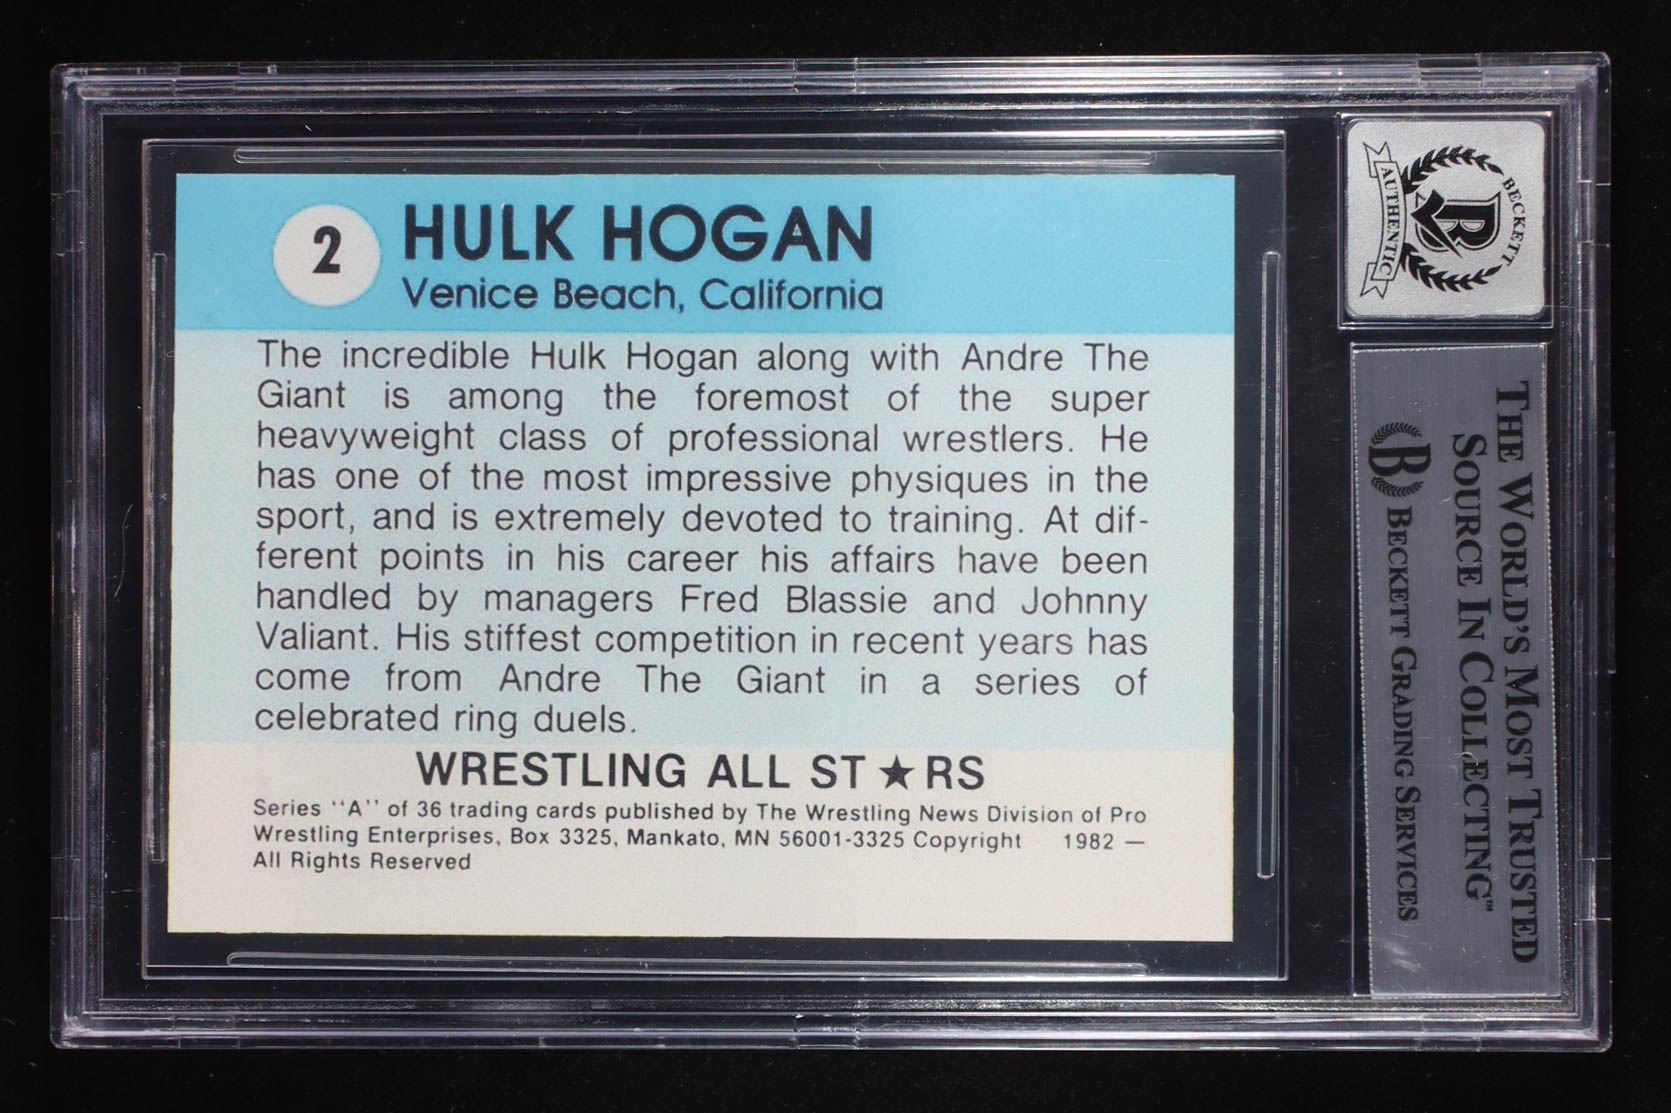 2
HULK HOGAN
Venice Beach, California
The incredible Hulk Hogan along with Andre The
Giant is among the foremost of the super
heavyweight class of professional wrestlers. He
has one of the most impressive physiques in the
sport, and is extremely devoted to training. At dif-
ferent points in his career his affairs have been
handled by managers Fred Blassie and Johnny
Valiant. His stiffest competition in recent years has
come from Andre The Giant in a series of
celebrated ring duels.
WRESTLING ALL ST★RS
Series "A" of 36 trading cards published by The Wrestling News Division of Pro
Wrestling Enterprises, Box 3325, Mankato, MN 56001-3325 Copyright 1982 —
All Rights Reserved
BECKETT
AUTHENTIC
THE WORLD'S MOST TRUSTED
SOURCE IN COLLECTING™
BECKETT GRADING SERVICES